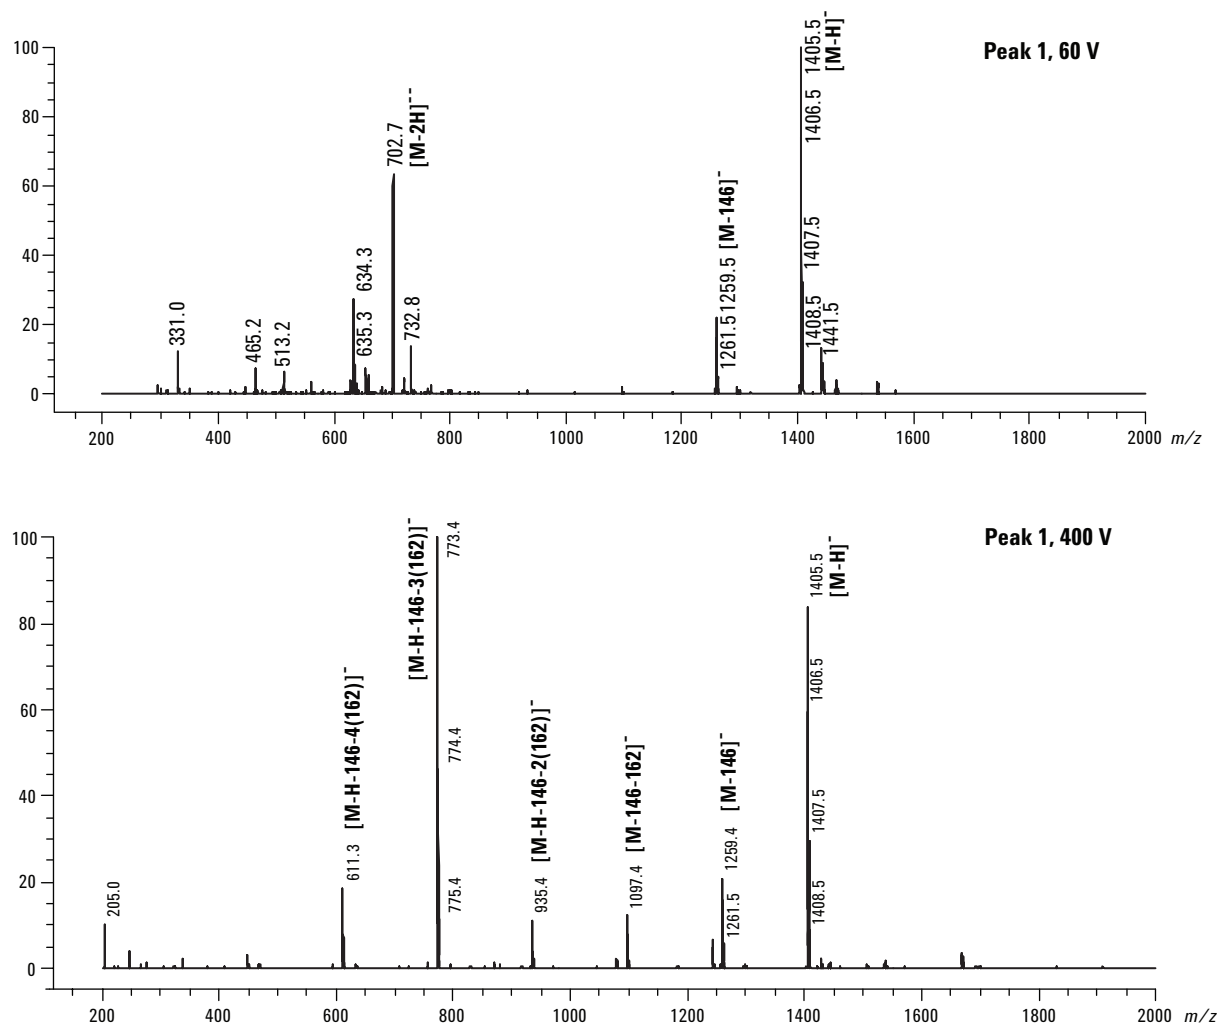 Peak 1, 60 V
100
80
60
40
20
0
331.0
465.2
513.2
634.3
635.3
702.7
[M-2H]--
732.8
1259.5 [M-146]-
1261.5
1405.5
[M-H]-
1406.5
1407.5
1408.5
1441.5
200 400 600 800 1000 1200 1400 1600 1800 2000 m/z
Peak 1, 400 V
100
80
60
40
20
0
205.0
611.3 [M-H-146-4(162)]-
[M-H-146-3(162)]-
773.4
774.4
775.4
935.4 [M-H-146-2(162)]-
1097.4 [M-146-162]-
1259.4 [M-146]-
1261.5
1405.5
[M-H]-
1406.5
1407.5
1408.5
200 400 600 800 1000 1200 1400 1600 1800 2000 m/z